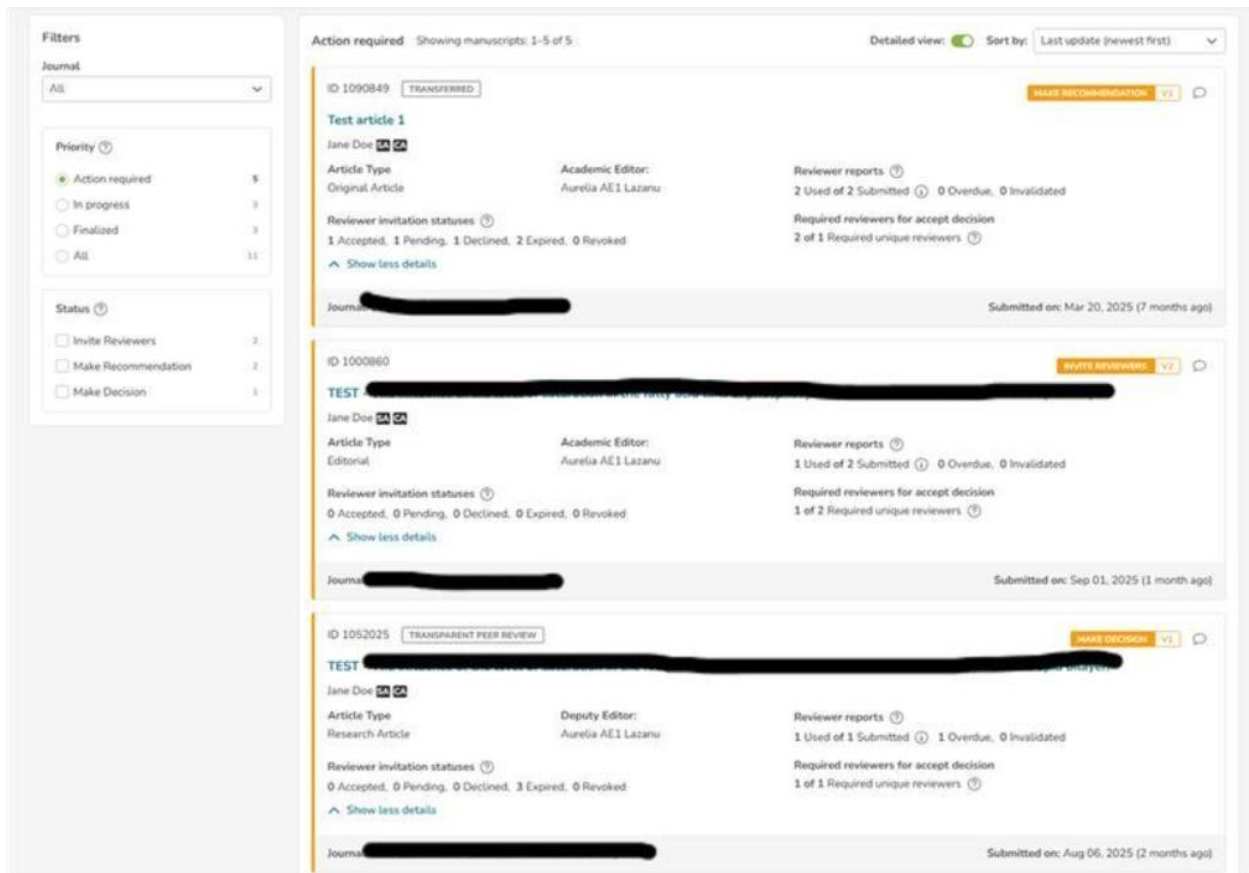 Filters
Journal
All
Priority
Action required 5
In progress 3
Finalized 3
All 11
Status
Invite Reviewers 2
Make Recommendation 2
Make Decision 1
Action required Showing manuscripts: 1-5 of 5
Detailed view: Sort by: Last update (newest first)
ID 1090849 TRANSFERRED MAKE RECOMMENDATION V1
Test article 1
Jane Doe SA CA
Article Type Academic Editor: Reviewer reports
Original Article Aurelia AE1 Lazanu 2 Used of 2 Submitted 0 Overdue, 0 Invalidated
Reviewer invitation statuses Required reviewers for accept decision
1 Accepted, 1 Pending, 1 Declined, 2 Expired, 0 Revoked 2 of 1 Required unique reviewers
Show less details
Journal Submitted on: Mar 20, 2025 (7 months ago)
ID 1000860 INVITE REVIEWERS V2
TEST
Jane Doe SA CA
Article Type Academic Editor: Reviewer reports
Editorial Aurelia AE1 Lazanu 1 Used of 2 Submitted 0 Overdue, 0 Invalidated
Reviewer invitation statuses Required reviewers for accept decision
0 Accepted, 0 Pending, 0 Declined, 0 Expired, 0 Revoked 1 of 2 Required unique reviewers
Show less details
Journal Submitted on: Sep 01, 2025 (1 month ago)
ID 1052025 TRANSPARENT PEER REVIEW MAKE DECISION V1
TEST
Jane Doe SA CA
Article Type Deputy Editor: Reviewer reports
Research Article Aurelia AE1 Lazanu 1 Used of 1 Submitted 1 Overdue, 0 Invalidated
Reviewer invitation statuses Required reviewers for accept decision
0 Accepted, 0 Pending, 0 Declined, 3 Expired, 0 Revoked 1 of 1 Required unique reviewers
Show less details
Journal Submitted on: Aug 06, 2025 (2 months ago)